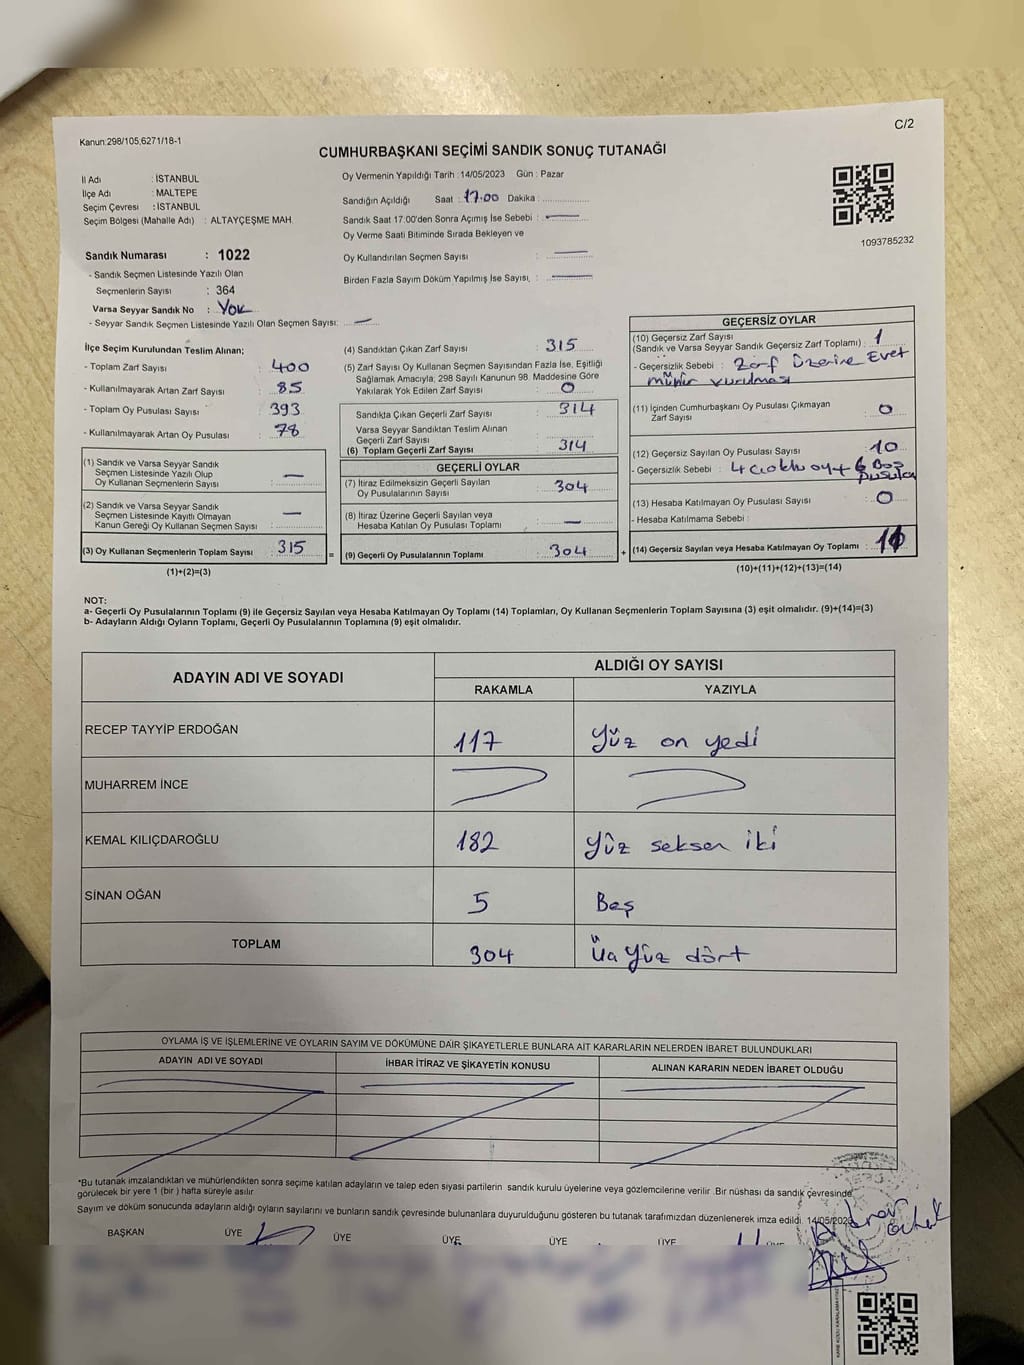 C/2
Kanun:298/105,6271/18-1
CUMHURBAŞKANI SEÇİMİ SANDIK SONUÇ TUTANAĞI
İl Adı : İSTANBUL
İlçe Adı : MALTEPE
Seçim Çevresi : İSTANBUL
Seçim Bölgesi (Mahalle Adı) : ALTAYÇEŞME MAH.
Sandık Numarası : 1022
- Sandık Seçmen Listesinde Yazılı Olan
Seçmenlerin Sayısı : 364
Varsa Seyyar Sandık No : Yok
- Seyyar Sandık Seçmen Listesinde Yazılı Olan Seçmen Sayısı: —
Oy Vermenin Yapıldığı Tarih :14/05/2023 Gün : Pazar
Sandığın Açıldığı Saat : 17.00 Dakika : ..............
Sandık Saat 17:00'den Sonra Açımış İse Sebebi : —
Oy Verme Saati Bitiminde Sırada Bekleyen ve
Oy Kullandırılan Seçmen Sayısı : —
Birden Fazla Sayım Döküm Yapılmış İse Sayısı, : —
1093785232
İlçe Seçim Kurulundan Teslim Alınan;
- Toplam Zarf Sayısı : 400
- Kullanılmayarak Artan Zarf Sayısı : 85
- Toplam Oy Pusulası Sayısı : 393
- Kullanılmayarak Artan Oy Pusulası : 78
(1) Sandık ve Varsa Seyyar Sandık
Seçmen Listesinde Yazılı Olup
Oy Kullanan Seçmenlerin Sayısı : —
(2) Sandık ve Varsa Seyyar Sandık
Seçmen Listesinde Kayıtlı Olmayan
Kanun Gereği Oy Kullanan Seçmen Sayısı : —
(3) Oy Kullanan Seçmenlerin Toplam Sayısı : 315
(1)+(2)=(3)
(4) Sandıktan Çıkan Zarf Sayısı : 315
(5) Zarf Sayısı Oy Kullanan Seçmen Sayısından Fazla İse, Eşitliği
Sağlamak Amacıyla, 298 Sayılı Kanunun 98. Maddesine Göre
Yakılarak Yok Edilen Zarf Sayısı : 0
Sandıkta Çıkan Geçerli Zarf Sayısı : 314
Varsa Seyyar Sandıktan Teslim Alınan
Geçerli Zarf Sayısı
(6) Toplam Geçerli Zarf Sayısı : 314
GEÇERLİ OYLAR
(7) İtiraz Edilmeksizin Geçerli Sayılan
Oy Pusulalarının Sayısı : 304
(8) İtiraz Üzerine Geçerli Sayılan veya
Hesaba Katılan Oy Pusulası Toplamı : —
= (9) Geçerli Oy Pusulalarının Toplamı : 304
GEÇERSİZ OYLAR
(10) Geçersiz Zarf Sayısı
(Sandık ve Varsa Seyyar Sandık Geçersiz Zarf Toplamı) : 1
- Geçersizlik Sebebi : Zarf Üzerine Evet
mühür vurulması
(11) İçinden Cumhurbaşkanı Oy Pusulası Çıkmayan
Zarf Sayısı : 0
(12) Geçersiz Sayılan Oy Pusulası Sayısı : 10
- Geçersizlik Sebebi : 4 çoklu oy + 6 Boş
pusula
(13) Hesaba Katılmayan Oy Pusulası Sayısı : 0
- Hesaba Katılmama Sebebi :
+ (14) Geçersiz Sayılan veya Hesaba Katılmayan Oy Toplamı :
(10)+(11)+(12)+(13)=(14)
NOT:
a- Geçerli Oy Pusulalarının Toplamı (9) ile Geçersiz Sayılan veya Hesaba Katılmayan Oy Toplamı (14) Toplamları, Oy Kullanan Seçmenlerin Toplam Sayısına (3) eşit olmalıdır. (9)+(14)=(3)
b- Adayların Aldığı Oyların Toplamı, Geçerli Oy Pusulalarının Toplamına (9) eşit olmalıdır.
ADAYIN ADI VE SOYADI
ALDIĞI OY SAYISI
RAKAMLA YAZIYLA
RECEP TAYYİP ERDOĞAN 117 Yüz on yedi
MUHARREM İNCE
KEMAL KILIÇDAROĞLU 182 Yüz seksen iki
SİNAN OĞAN 5 Beş
TOPLAM 304 Üç Yüz dört
OYLAMA İŞ VE İŞLEMLERİNE VE OYLARIN SAYIM VE DÖKÜMÜNE DAİR ŞİKAYETLERLE BUNLARA AİT KARARLARIN NELERDEN İBARET BULUNDUKLARI
ADAYIN ADI VE SOYADI İHBAR İTİRAZ VE ŞİKAYETİN KONUSU ALINAN KARARIN NEDEN İBARET OLDUĞU
*Bu tutanak imzalandıktan ve mühürlendikten sonra seçime katılan adayların ve talep eden siyasi partilerin sandık kurulu üyelerine veya gözlemcilerine verilir .Bir nüshası da sandık çevresinde
görülecek bir yere 1 (bir ) hafta süreyle asılır.
Sayım ve döküm sonucunda adayların aldığı oyların sayılarını ve bunların sandık çevresinde bulunanlara duyurulduğunu gösteren bu tutanak tarafımızdan düzenlenerek imza edildi. 14/05/2023
BAŞKAN ÜYE ÜYE ÜYE ÜYE ÜYE